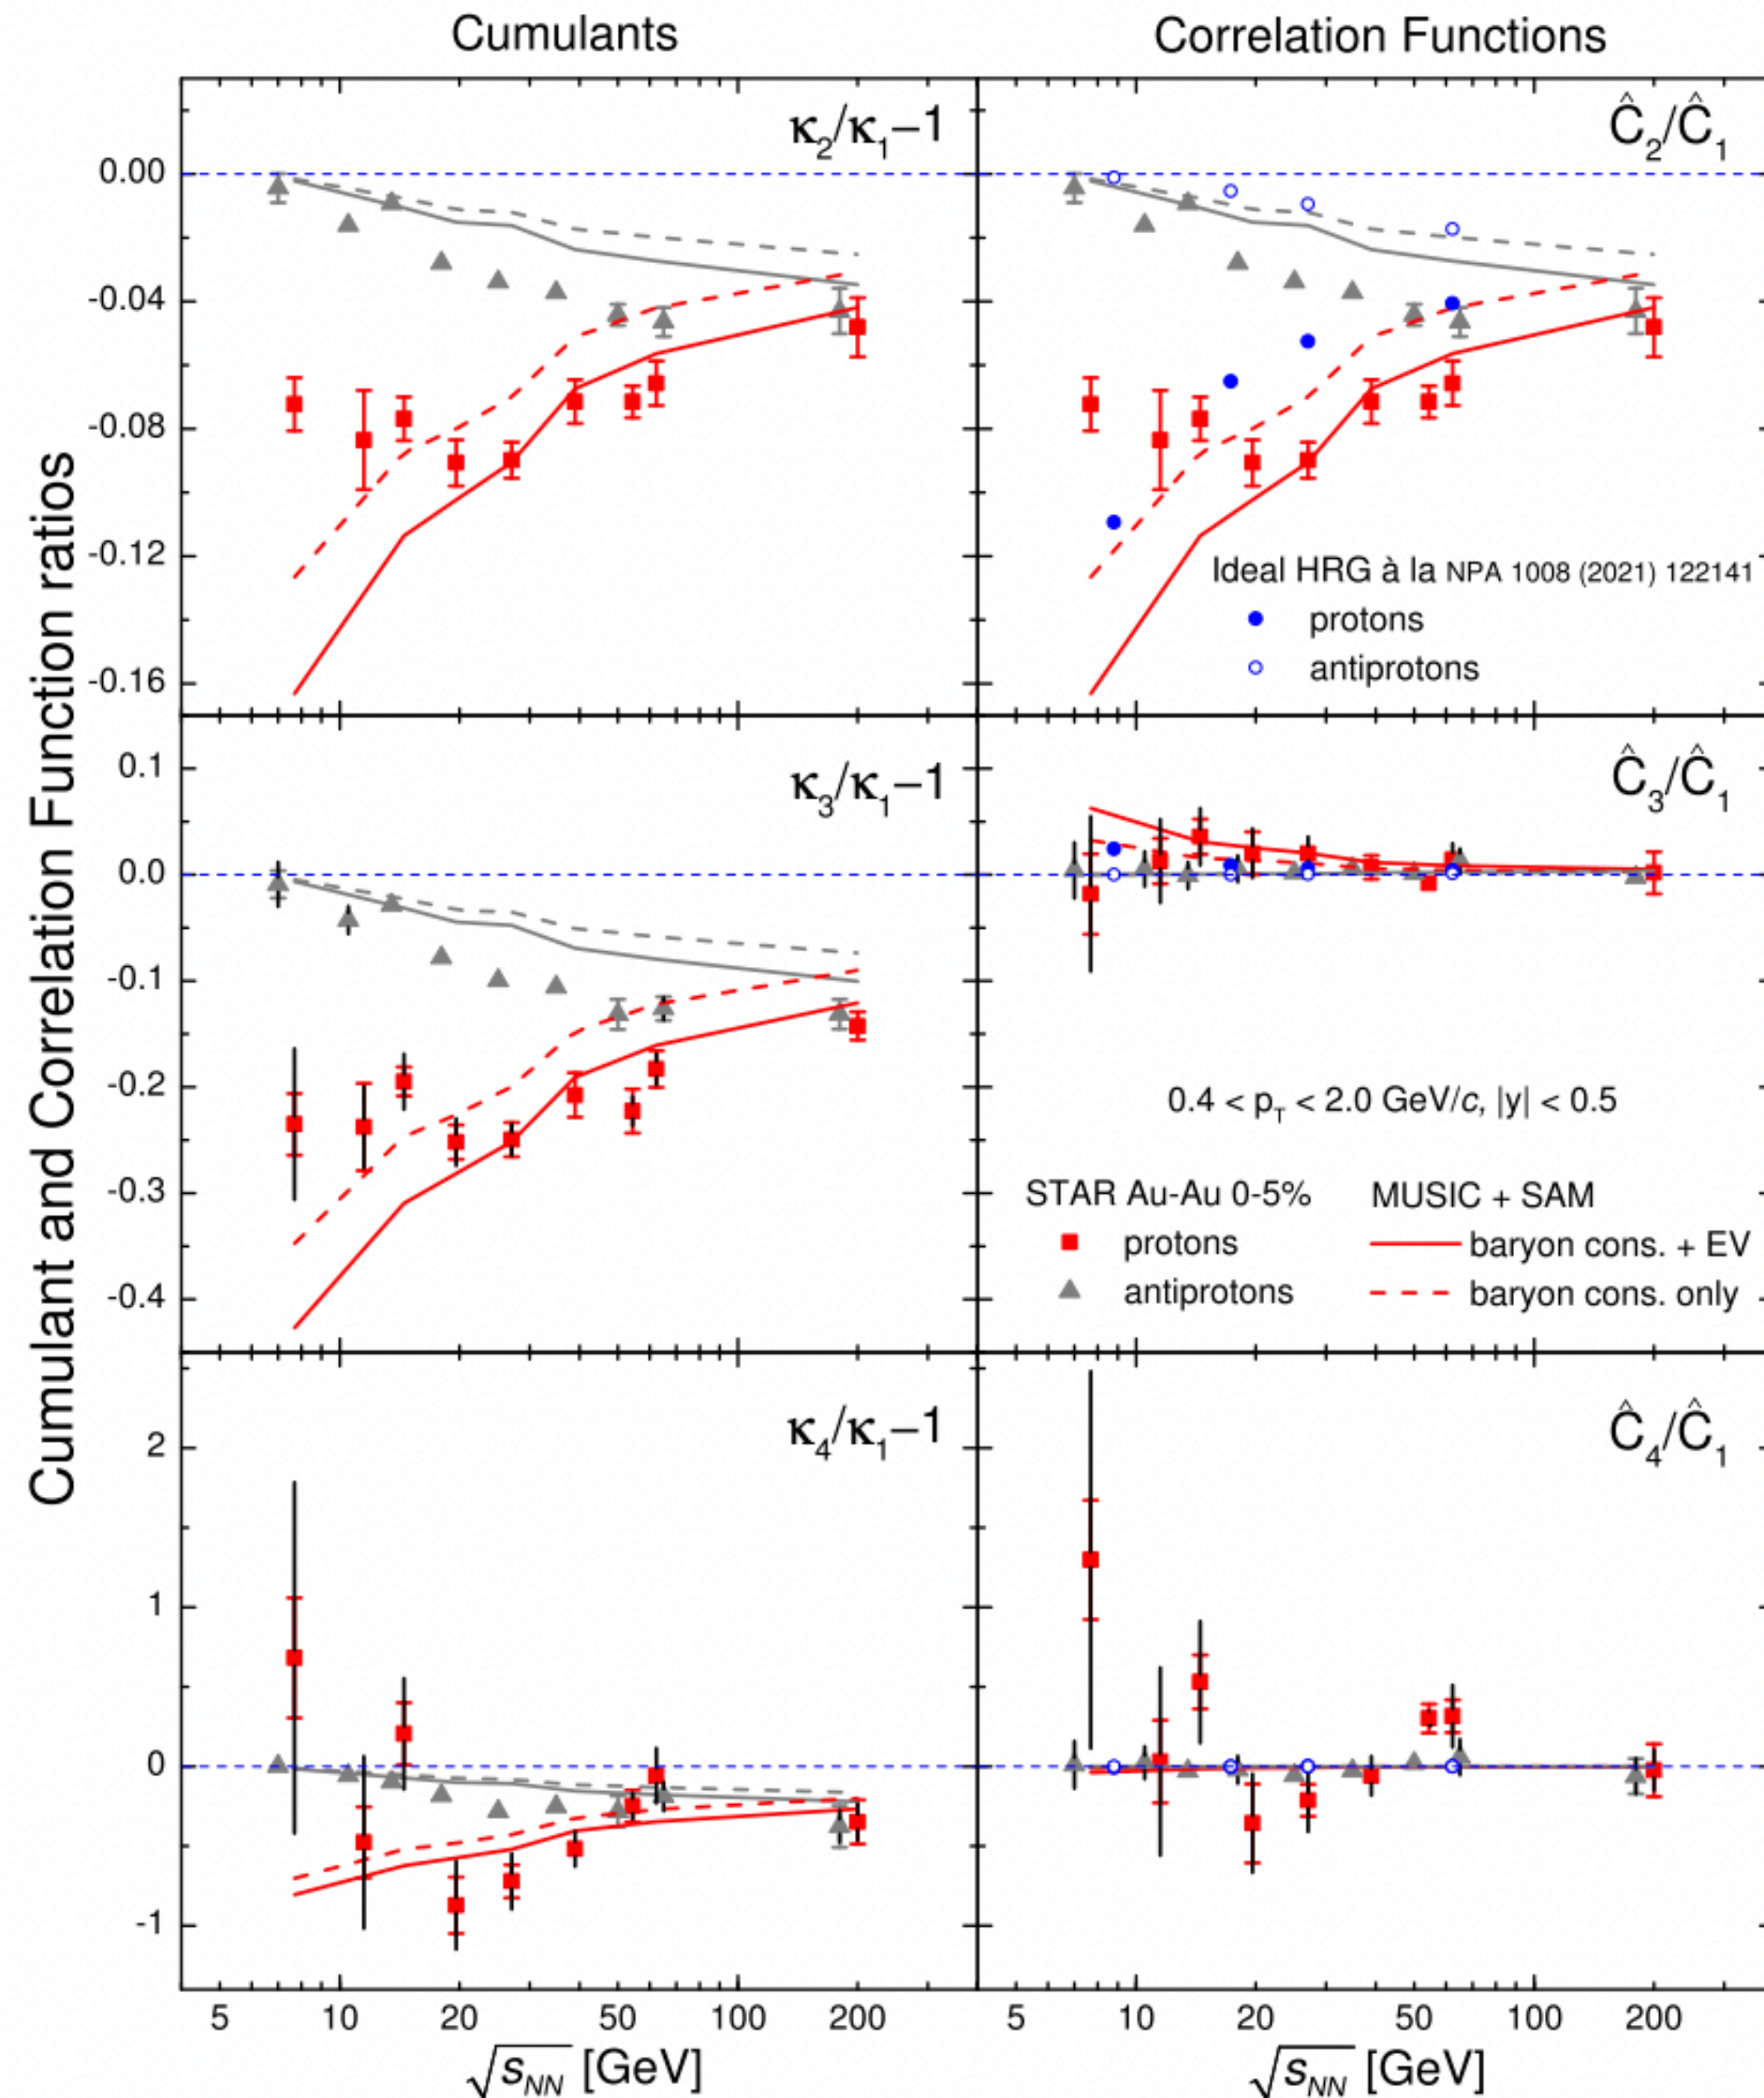 Cumulants
Correlation Functions
Cumulant and Correlation Function ratios
κ₂/κ₁−1
0.00
-0.04
-0.08
-0.12
-0.16
Ĉ₂/Ĉ₁
Ideal HRG à la NPA 1008 (2021) 122141
protons
antiprotons
κ₃/κ₁−1
0.1
0.0
-0.1
-0.2
-0.3
-0.4
Ĉ₃/Ĉ₁
0.4 < p_T < 2.0 GeV/c, |y| < 0.5
STAR Au-Au 0-5%
protons
antiprotons
MUSIC + SAM
baryon cons. + EV
baryon cons. only
κ₄/κ₁−1
2
1
0
-1
Ĉ₄/Ĉ₁
5 10 20 50 100 200
5 10 20 50 100 200
√s_NN [GeV]
√s_NN [GeV]